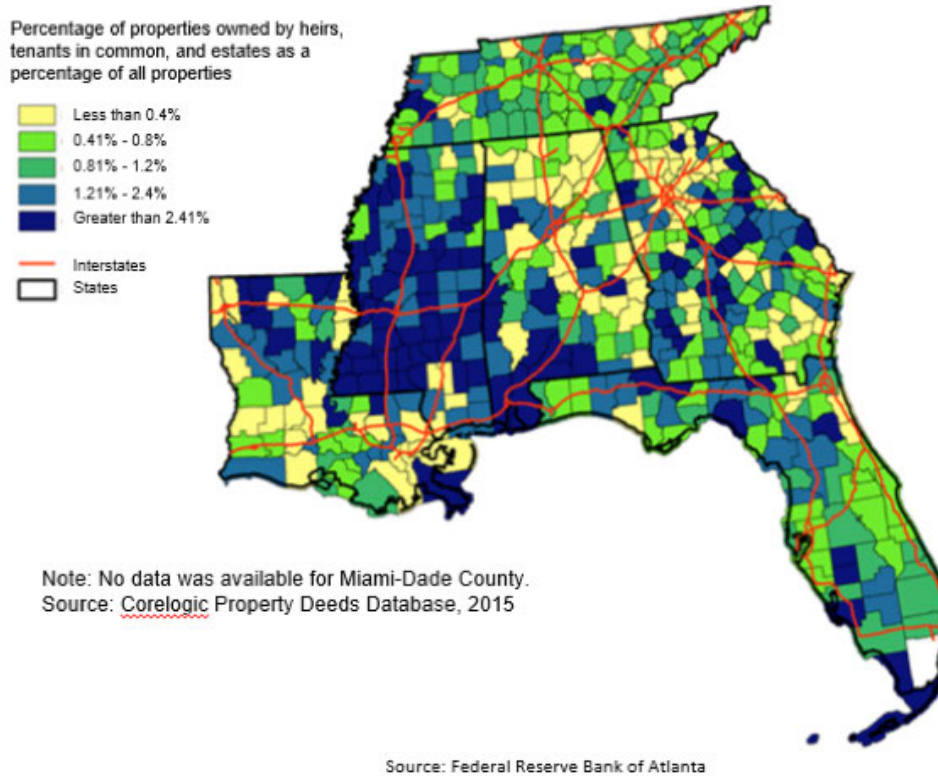 Percentage of properties owned by heirs,
tenants in common, and estates as a
percentage of all properties
Less than 0.4%
0.41% - 0.8%
0.81% - 1.2%
1.21% - 2.4%
Greater than 2.41%
Interstates
States
Note: No data was available for Miami-Dade County.
Source: Corelogic Property Deeds Database, 2015
Source: Federal Reserve Bank of Atlanta